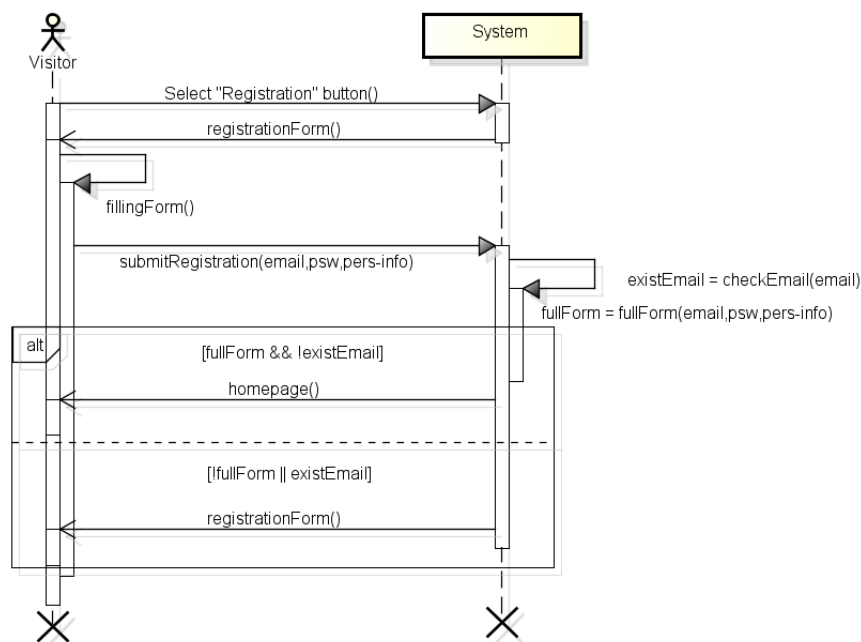 System
Visitor
Select "Registration" button()
registrationForm()
fillingForm()
submitRegistration(email,psw,pers-info)
existEmail = checkEmail(email)
fullForm = fullForm(email,psw,pers-info)
alt
[fullForm && !existEmail]
homepage()
[!fullForm || existEmail]
registrationForm()